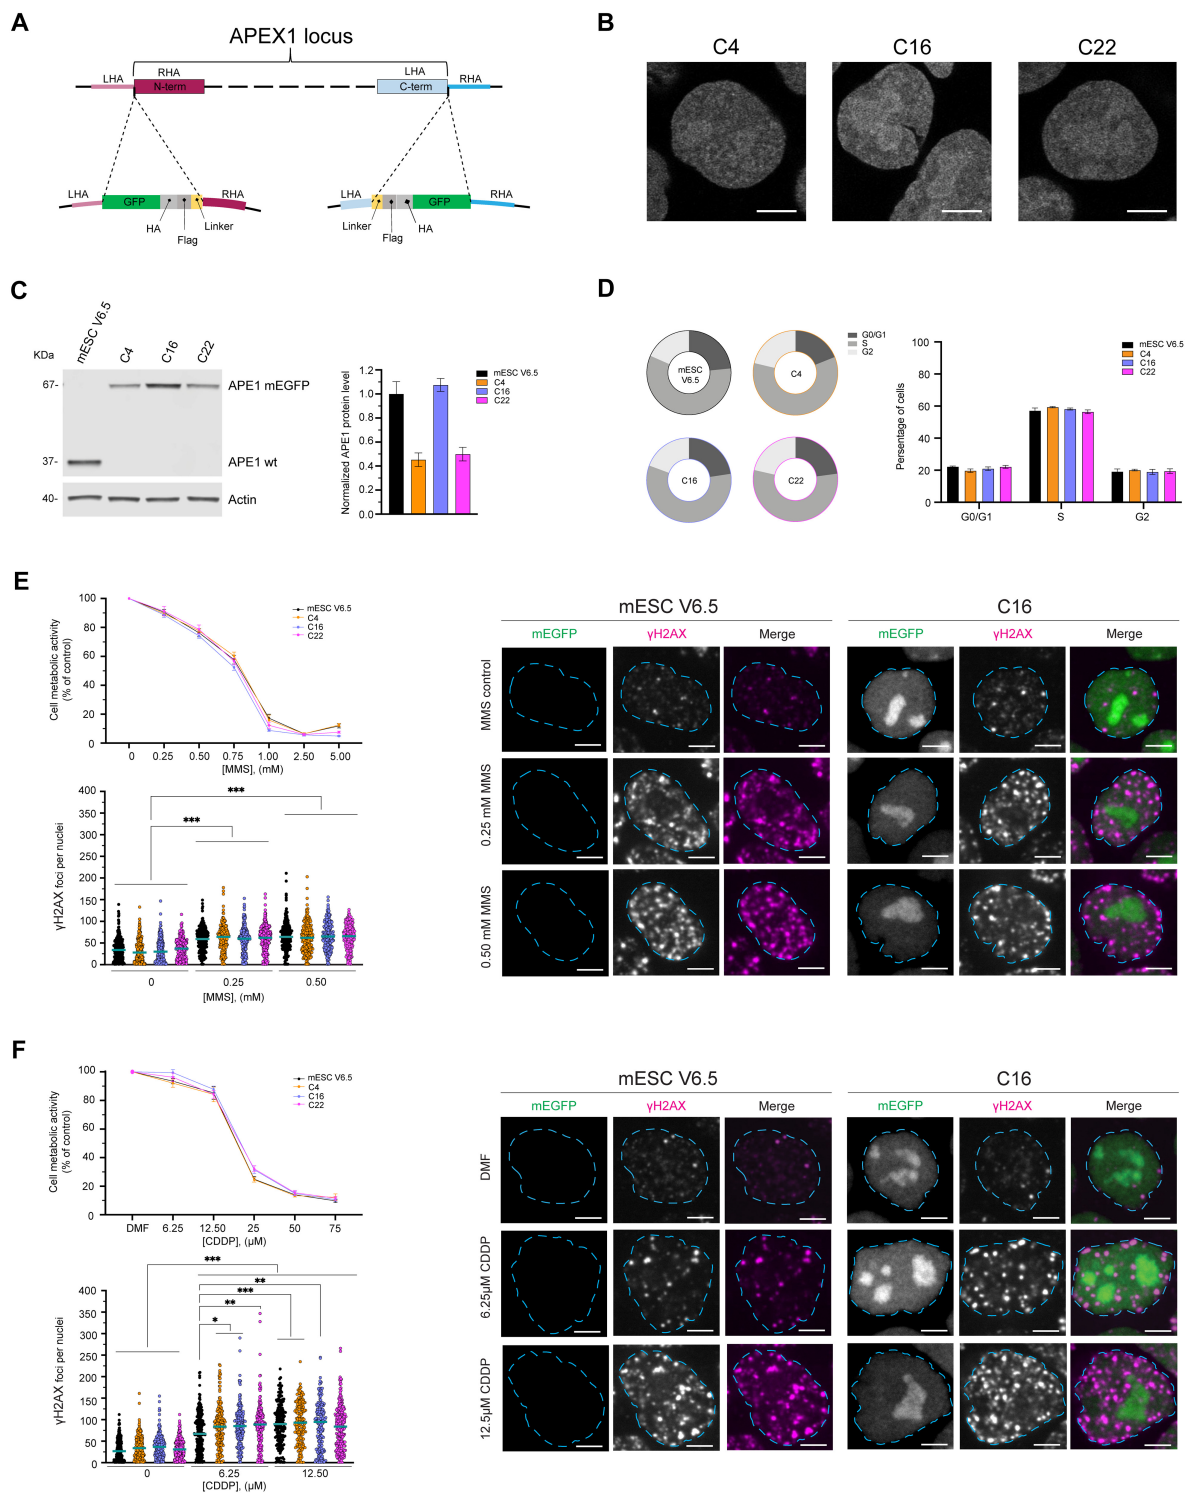 A
APEX1 locus
LHA
RHA
N-term
LHA
C-term
RHA
LHA
GFP
RHA
HA
Flag
Linker
LHA
GFP
RHA
Linker
Flag
HA
B
C4
C16
C22
C
KDa
mESC V6.5
C4
C16
C22
67-
APE1 mEGFP
37-
APE1 wt
40-
Actin
Normalized APE1 protein level
1.2
1.0
0.8
0.6
0.4
0.2
0.0
mESC V6.5
C4
C16
C22
D
mESC
V6.5
C4
C16
C22
G0/G1
S
G2
Persentage of cells
100
80
60
40
20
0
G0/G1
S
G2
mESC V6.5
C4
C16
C22
E
Cell metabolic activity
(% of control)
100
80
60
40
20
0
0
0.25
0.50
0.75
1.00
2.50
5.00
[MMS], (mM)
mESC V6.5
C4
C16
C22
γH2AX foci per nuclei
400
350
300
250
200
150
100
50
0
***
***
0
0.25
0.50
[MMS], (mM)
mESC V6.5
C16
mEGFP
γH2AX
Merge
mEGFP
γH2AX
Merge
MMS control
0.25 mM MMS
0.50 mM MMS
F
Cell metabolic activity
(% of control)
100
80
60
40
20
0
DMF
6.25
12.50
25
50
75
[CDDP], (μM)
mESC V6.5
C4
C16
C22
γH2AX foci per nuclei
400
350
300
250
200
150
100
50
0
***
**
***
**
*
0
6.25
12.50
[CDDP], (μM)
mESC V6.5
C16
mEGFP
γH2AX
Merge
mEGFP
γH2AX
Merge
DMF
6.25μM CDDP
12.5μM CDDP